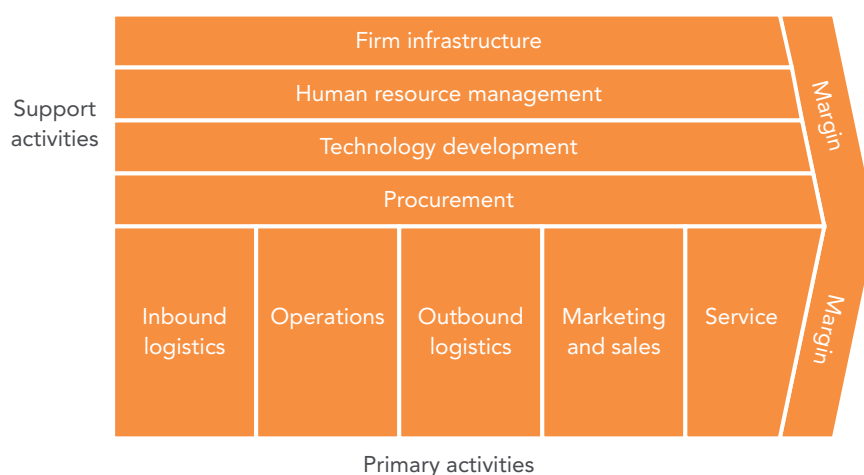 Firm infrastructure
Human resource management
Support
activities
Technology development
Procurement
Margin
Inbound
logistics
Operations
Outbound
logistics
Marketing
and sales
Service
Margin
Primary activities